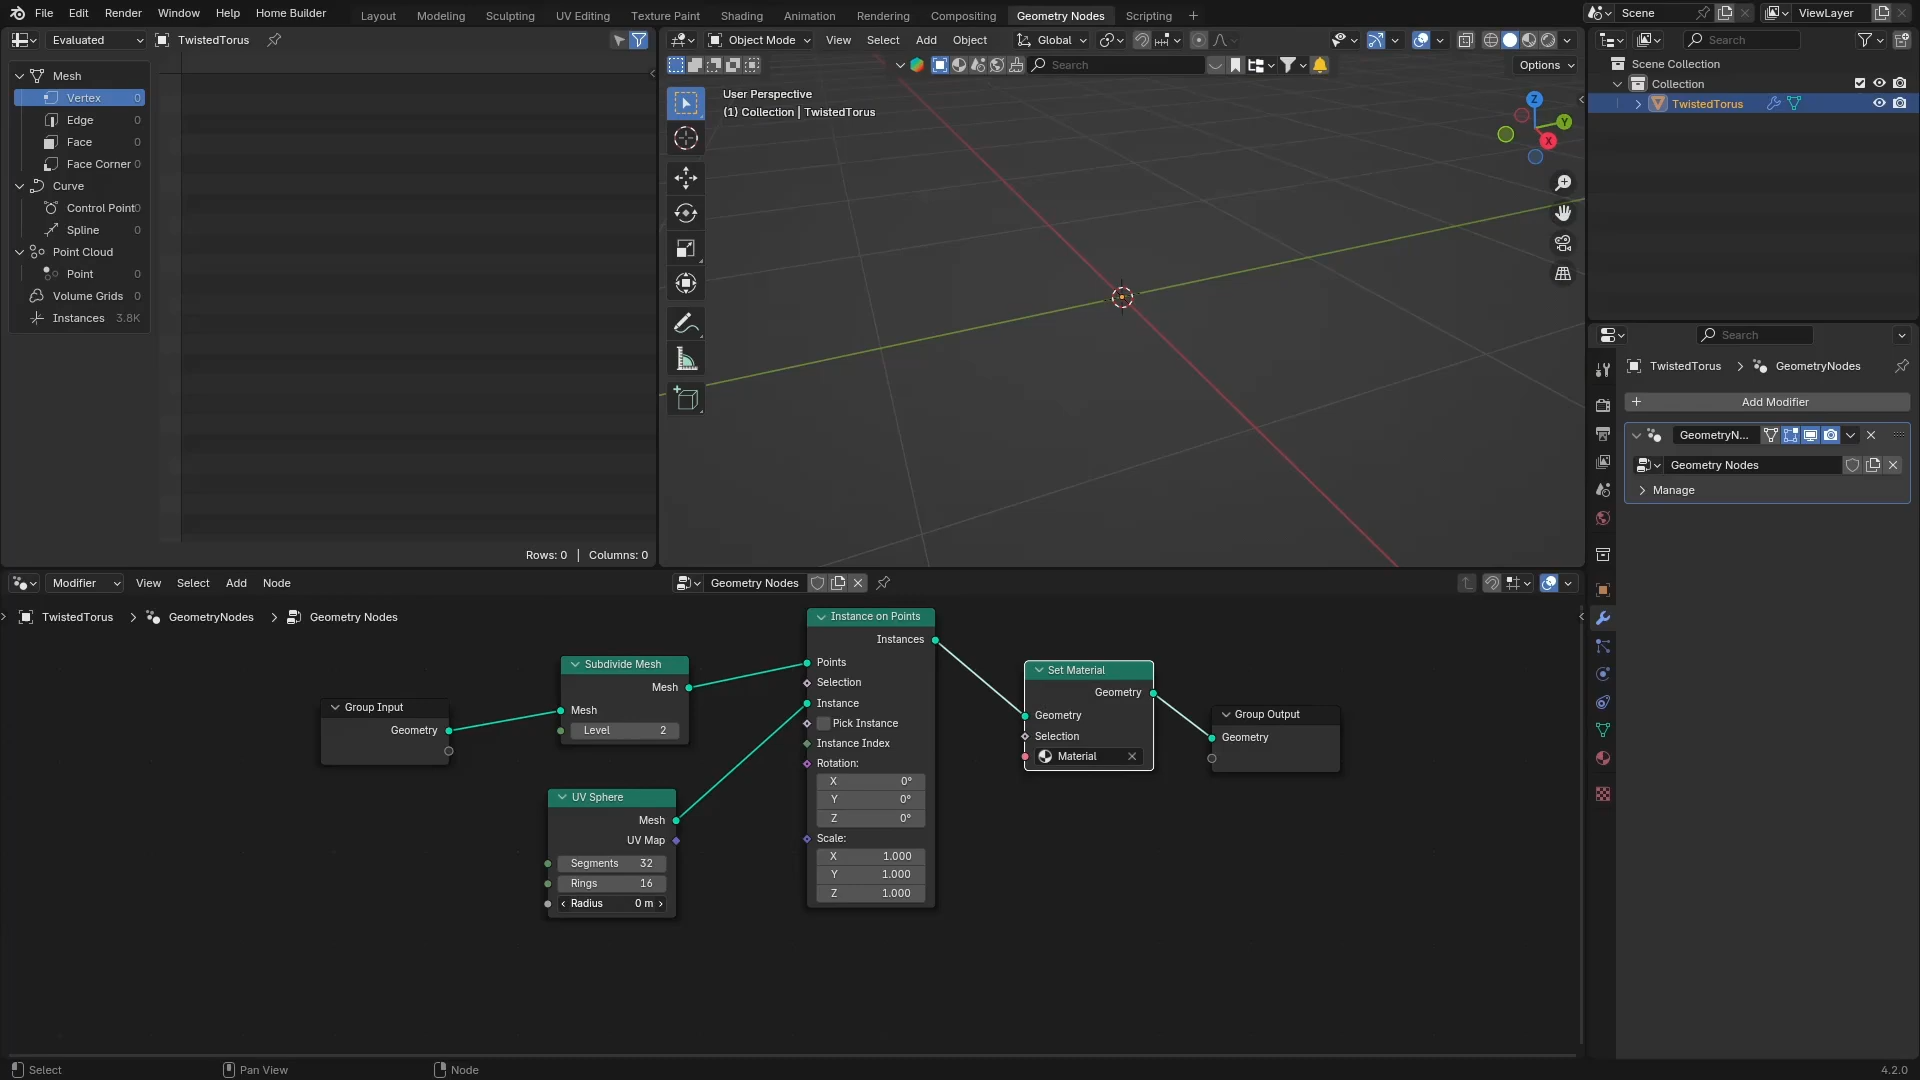 File Edit Render Window Help Home Builder
Layout Modeling Sculpting UV Editing Texture Paint Shading Animation Rendering Compositing Geometry Nodes Scripting
Scene
ViewLayer
Evaluated
TwistedTorus
Mesh
Vertex 0
Edge 0
Face 0
Face Corner 0
Curve
Control Point 0
Spline 0
Point Cloud
Point 0
Volume Grids 0
Instances 3.8K
Rows: 0 | Columns: 0
Object Mode View Select Add Object Global
Search
Options
User Perspective
(1) Collection | TwistedTorus
Z
Y
X
Search
Scene Collection
Collection
TwistedTorus
Search
TwistedTorus > GeometryNodes
Add Modifier
GeometryN...
Geometry Nodes
Manage
Modifier View Select Add Node
Geometry Nodes
TwistedTorus > GeometryNodes > Geometry Nodes
Group Input
Geometry
Subdivide Mesh
Mesh
Mesh
Level 2
UV Sphere
Mesh
UV Map
Segments 32
Rings 16
Radius 0 m
Instance on Points
Instances
Points
Selection
Instance
Pick Instance
Instance Index
Rotation:
X 0°
Y 0°
Z 0°
Scale:
X 1.000
Y 1.000
Z 1.000
Set Material
Geometry
Geometry
Selection
Material
Group Output
Geometry
Select
Pan View
Node
4.2.0